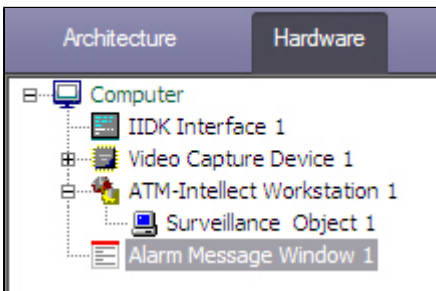 Architecture Hardware
Computer
IIDK Interface 1
Video Capture Device 1
ATM-Intellect Workstation 1
Surveillance Object 1
Alarm Message Window 1